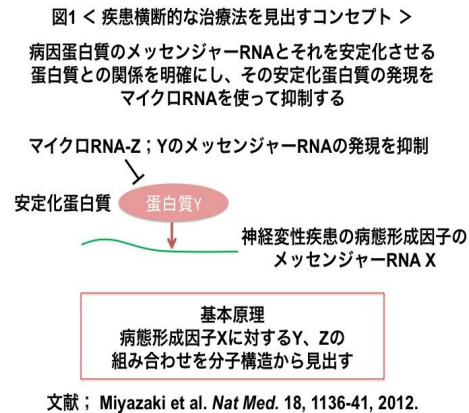 図1 < 疾患横断的な治療法を見出すコンセプト >
病因蛋白質のメッセンジャーRNAとそれを安定化させる
蛋白質との関係を明確にし、その安定化蛋白質の発現を
マイクロRNAを使って抑制する
マイクロRNA-Z；YのメッセンジャーRNAの発現を抑制
安定化蛋白質
蛋白質Y
神経変性疾患の病態形成因子の
メッセンジャーRNA X
基本原理
病態形成因子Xに対するY、Zの
組み合わせを分子構造から見出す
文献； Miyazaki et al. Nat Med. 18, 1136-41, 2012.